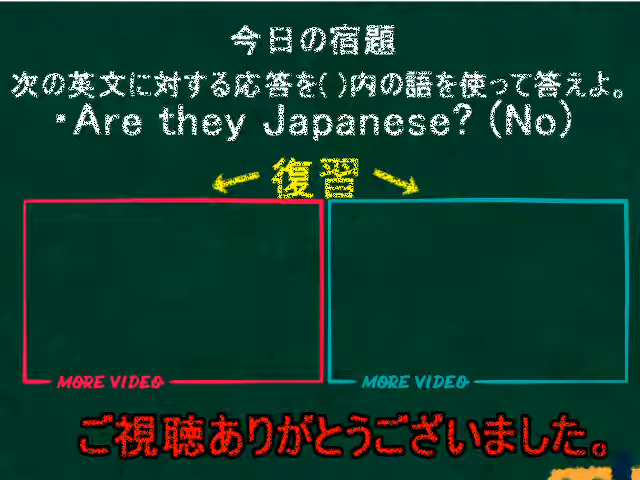 今日の宿題
次の英文に対する応答を( )内の語を使って答えよ。
・Are they Japanese? (No)
← 復習 →
MORE VIDEO
MORE VIDEO
ご視聴ありがとうございました。